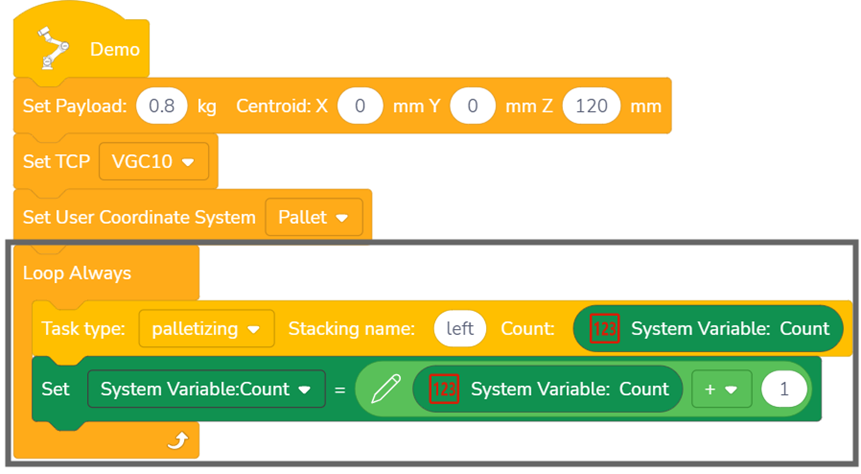 Demo
Set Payload: 0.8 kg Centroid: X 0 mm Y 0 mm Z 120 mm
Set TCP VGC10
Set User Coordinate System Pallet
Loop Always
Task type: palletizing Stacking name: left Count: 123 System Variable: Count
Set System Variable:Count = 123 System Variable: Count + 1